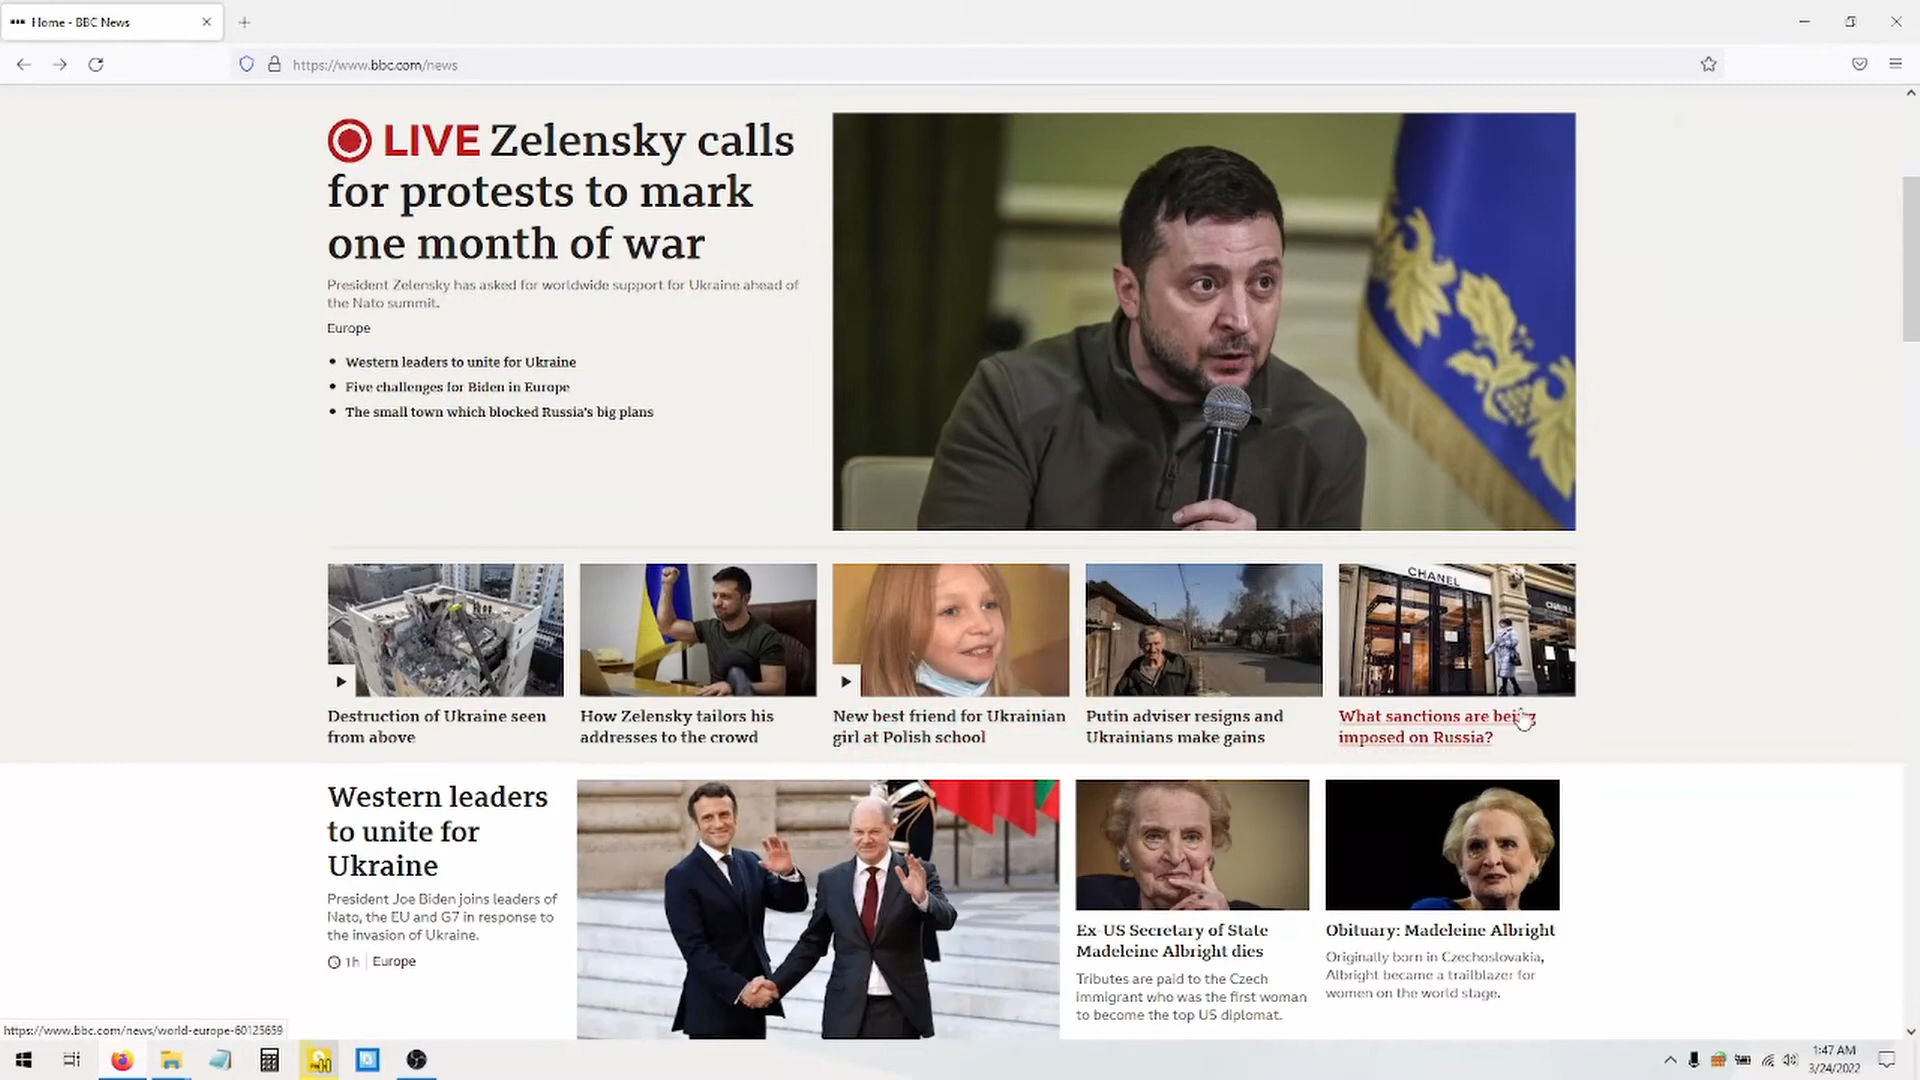 Home - BBC News
https://www.bbc.com/news
LIVE Zelensky calls
for protests to mark
one month of war
President Zelensky has asked for worldwide support for Ukraine ahead of
the Nato summit.
Europe
Western leaders to unite for Ukraine
Five challenges for Biden in Europe
The small town which blocked Russia's big plans
CHANEL
Destruction of Ukraine seen
from above
How Zelensky tailors his
addresses to the crowd
New best friend for Ukrainian
girl at Polish school
Putin adviser resigns and
Ukrainians make gains
What sanctions are being
imposed on Russia?
Western leaders
to unite for
Ukraine
President Joe Biden joins leaders of
Nato, the EU and G7 in response to
the invasion of Ukraine.
1h Europe
Ex-US Secretary of State
Madeleine Albright dies
Tributes are paid to the Czech
immigrant who was the first woman
to become the top US diplomat.
Obituary: Madeleine Albright
Originally born in Czechoslovakia,
Albright became a trailblazer for
women on the world stage.
https://www.bbc.com/news/world-europe-60125659
1:47 AM
3/24/2022